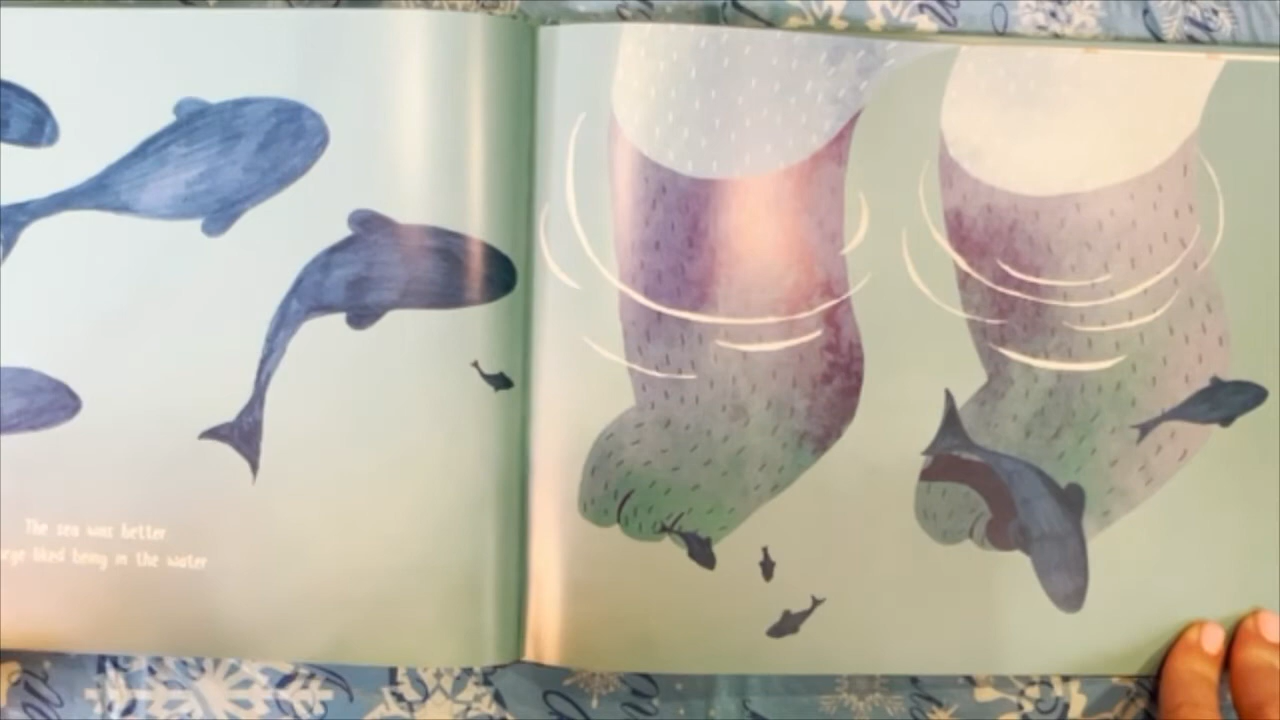 The sea was better
liked being in the water